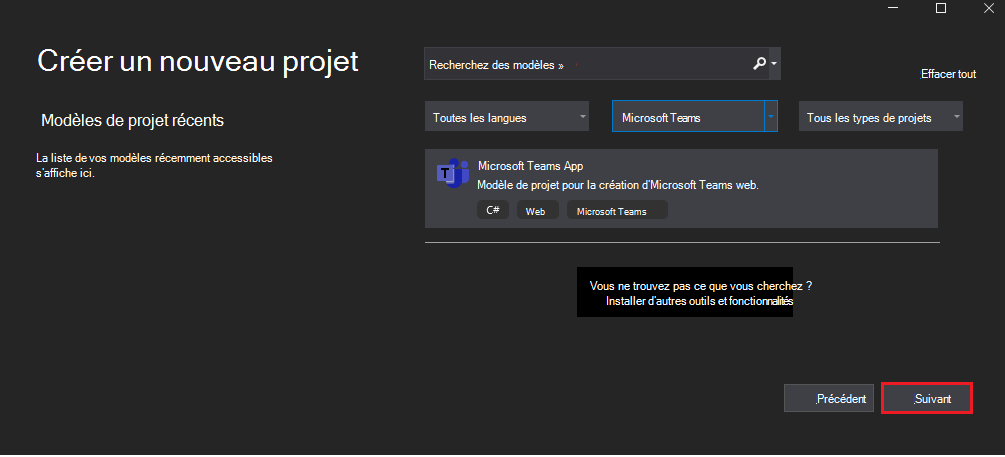 Créer un nouveau projet
Recherchez des modèles »
Effacer tout
Modèles de projet récents
La liste de vos modèles récemment accessibles
s'affiche ici.
Toutes les langues
Microsoft Teams
Tous les types de projets
Microsoft Teams App
Modèle de projet pour la création d'Microsoft Teams web.
C#
Web
Microsoft Teams
Vous ne trouvez pas ce que vous cherchez ?
Installer d'autres outils et fonctionnalités
Précédent
Suivant